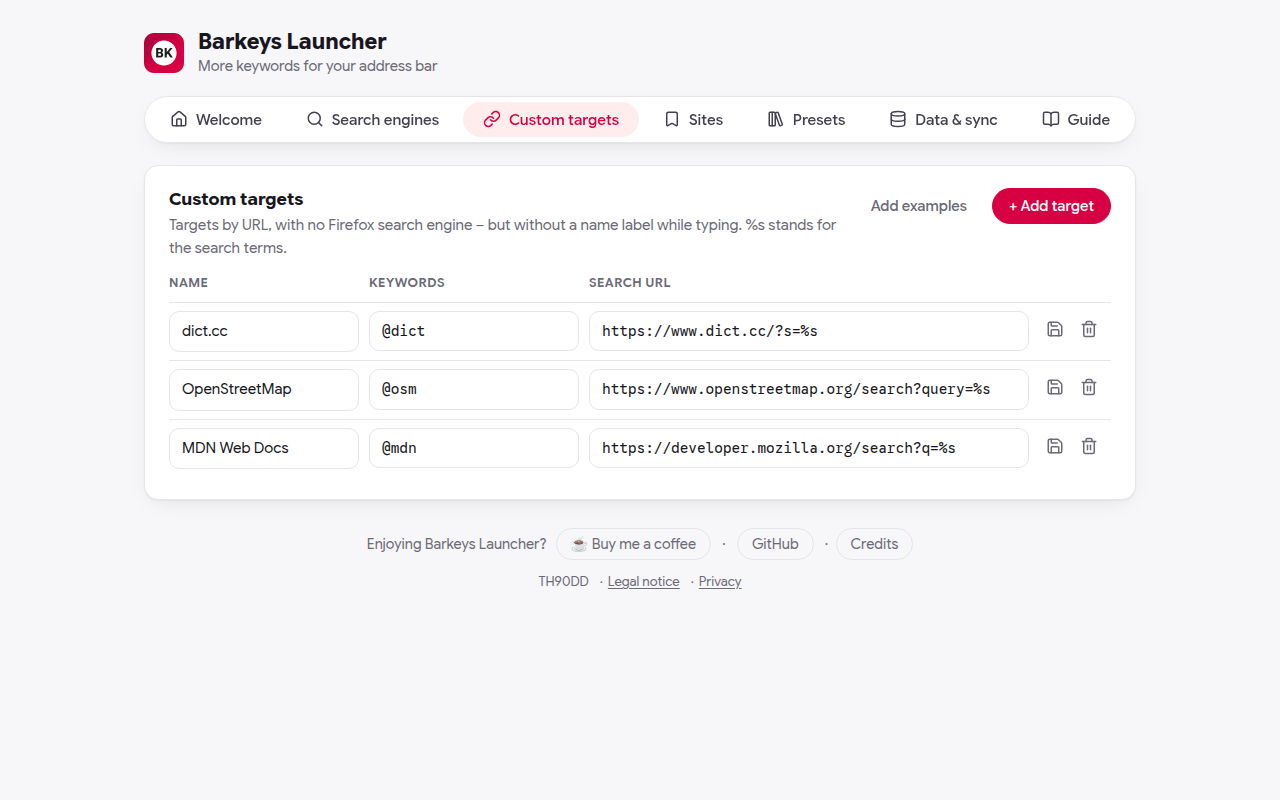 BK
Barkeys Launcher
More keywords for your address bar
Welcome Search engines Custom targets Sites Presets Data & sync Guide
Custom targets
Add examples + Add target
Targets by URL, with no Firefox search engine – but without a name label while typing. %s stands for
the search terms.
NAME KEYWORDS SEARCH URL
dict.cc @dict https://www.dict.cc/?s=%s
OpenStreetMap @osm https://www.openstreetmap.org/search?query=%s
MDN Web Docs @mdn https://developer.mozilla.org/search?q=%s
Enjoying Barkeys Launcher? ☕ Buy me a coffee · GitHub · Credits
TH90DD · Legal notice · Privacy